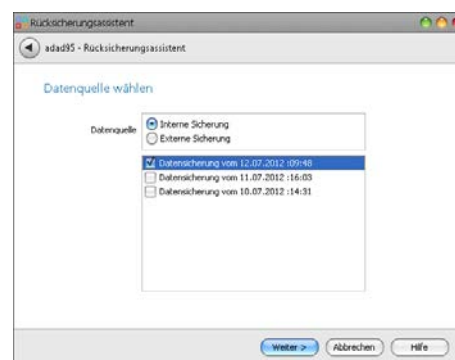 Rücksicherungsassistent
adad95 - Rücksicherungsassistent
Datenquelle wählen
Datenquelle
Interne Sicherung
Externe Sicherung
Datensicherung vom 12.07.2012 :09:48
Datensicherung vom 11.07.2012 :16:03
Datensicherung vom 10.07.2012 :14:31
Weiter >
Abbrechen
Hilfe